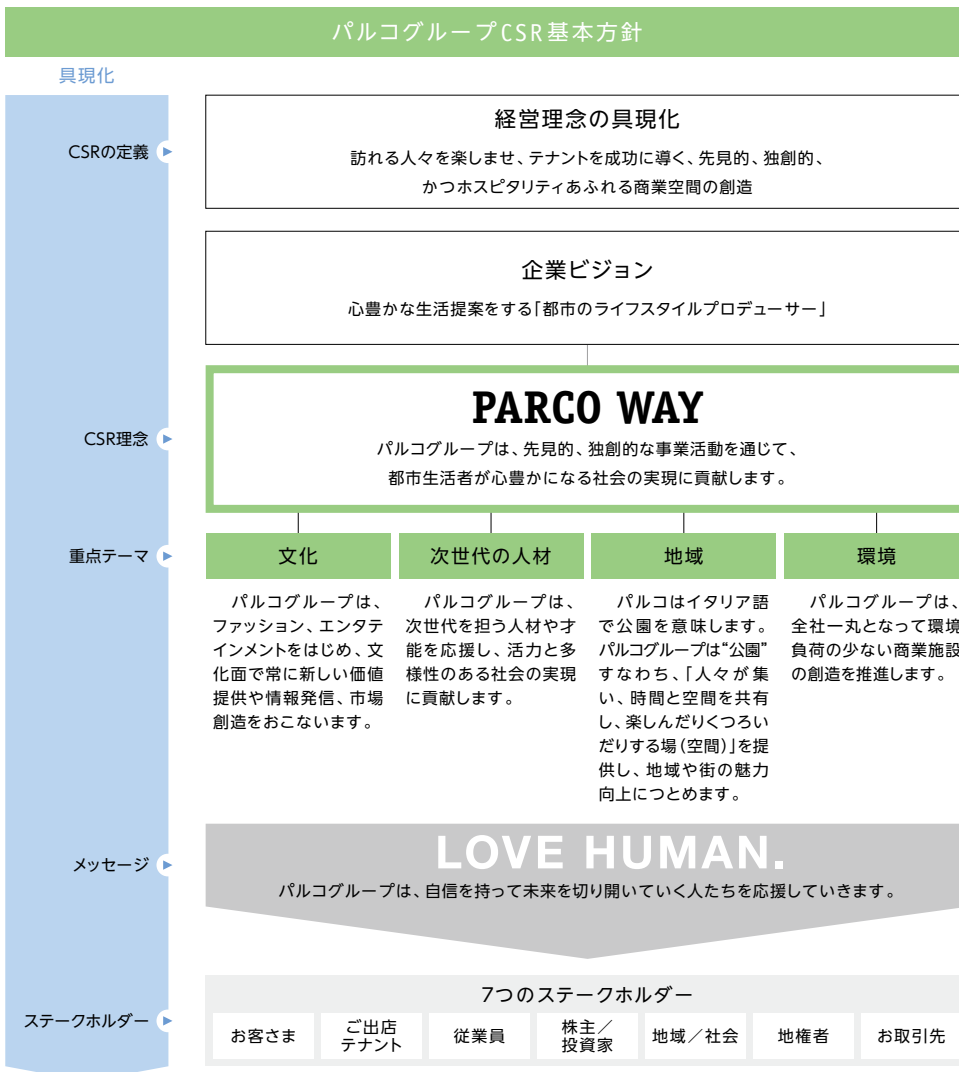 パルコグループCSR基本方針
具現化
CSRの定義
経営理念の具現化
訪れる人々を楽しませ、テナントを成功に導く、先見的、独創的、
かつホスピタリティあふれる商業空間の創造
企業ビジョン
心豊かな生活提案をする「都市のライフスタイルプロデューサー」
CSR理念
PARCO WAY
パルコグループは、先見的、独創的な事業活動を通じて、
都市生活者が心豊かになる社会の実現に貢献します。
重点テーマ
文化
パルコグループは、
ファッション、エンタテ
インメントをはじめ、文
化面で常に新しい価値
提供や情報発信、市場
創造をおこないます。
次世代の人材
パルコグループは、
次世代を担う人材や才
能を応援し、活力と多
様性のある社会の実現
に貢献します。
地域
パルコはイタリア語
で公園を意味します。
パルコグループは“公園”
すなわち、「人々が集
い、時間と空間を共有
し、楽しんだりくつろい
だりする場(空間)」を提
供し、地域や街の魅力
向上につとめます。
環境
パルコグループは、
全社一丸となって環境
負荷の少ない商業施設
の創造を推進します。
メッセージ
LOVE HUMAN.
パルコグループは、自信を持って未来を切り開いていく人たちを応援していきます。
ステークホルダー
7つのステークホルダー
お客さま
ご出店
テナント
従業員
株主／
投資家
地域／社会
地権者
お取引先